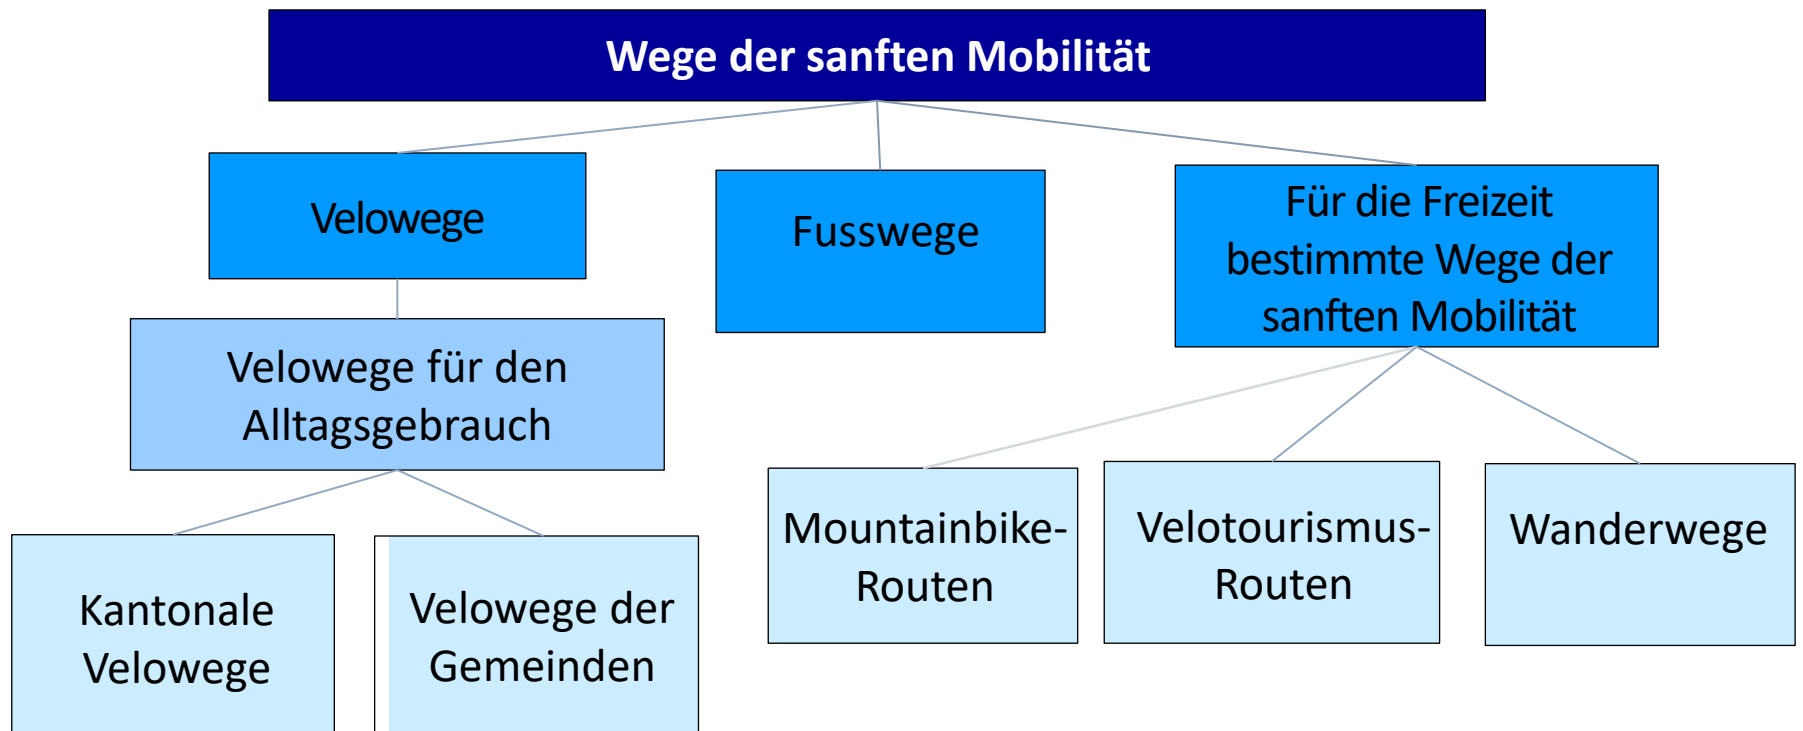 Wege der sanften Mobilität
Velowege
Fusswege
Für die Freizeit
bestimmte Wege der
sanften Mobilität
Velowege für den
Alltagsgebrauch
Kantonale
Velowege
Velowege der
Gemeinden
Mountainbike-
Routen
Velotourismus-
Routen
Wanderwege